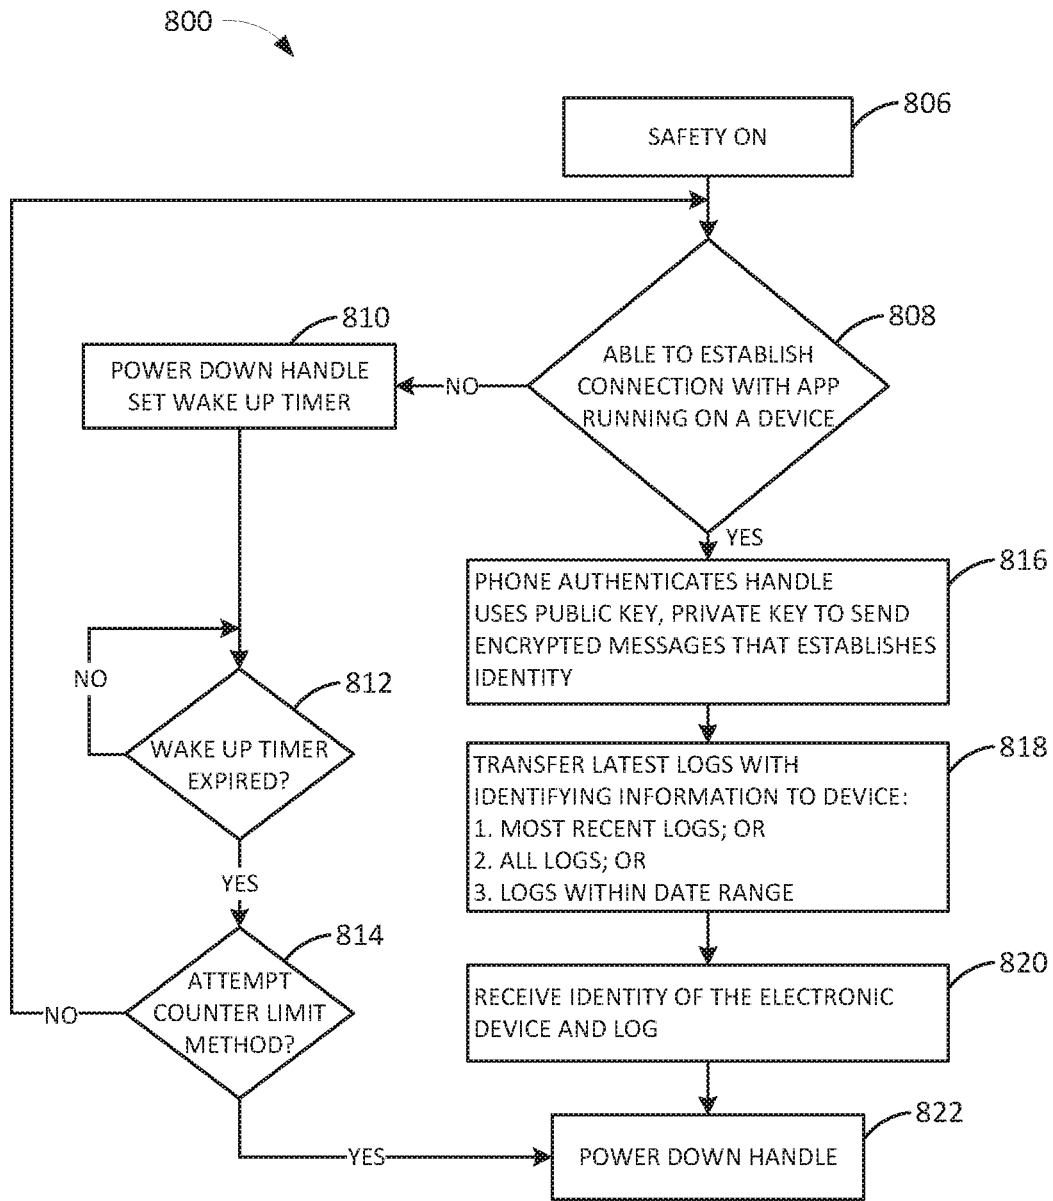 800
806
SAFETY ON
808
ABLE TO ESTABLISH
CONNECTION WITH APP
RUNNING ON A DEVICE
810
POWER DOWN HANDLE
SET WAKE UP TIMER
NO
YES
816
PHONE AUTHENTICATES HANDLE
USES PUBLIC KEY, PRIVATE KEY TO SEND
ENCRYPTED MESSAGES THAT ESTABLISHES
IDENTITY
NO
812
WAKE UP TIMER
EXPIRED?
YES
818
TRANSFER LATEST LOGS WITH
IDENTIFYING INFORMATION TO DEVICE:
1. MOST RECENT LOGS; OR
2. ALL LOGS; OR
3. LOGS WITHIN DATE RANGE
814
ATTEMPT
COUNTER LIMIT
METHOD?
NO
YES
820
RECEIVE IDENTITY OF THE ELECTRONIC
DEVICE AND LOG
822
POWER DOWN HANDLE